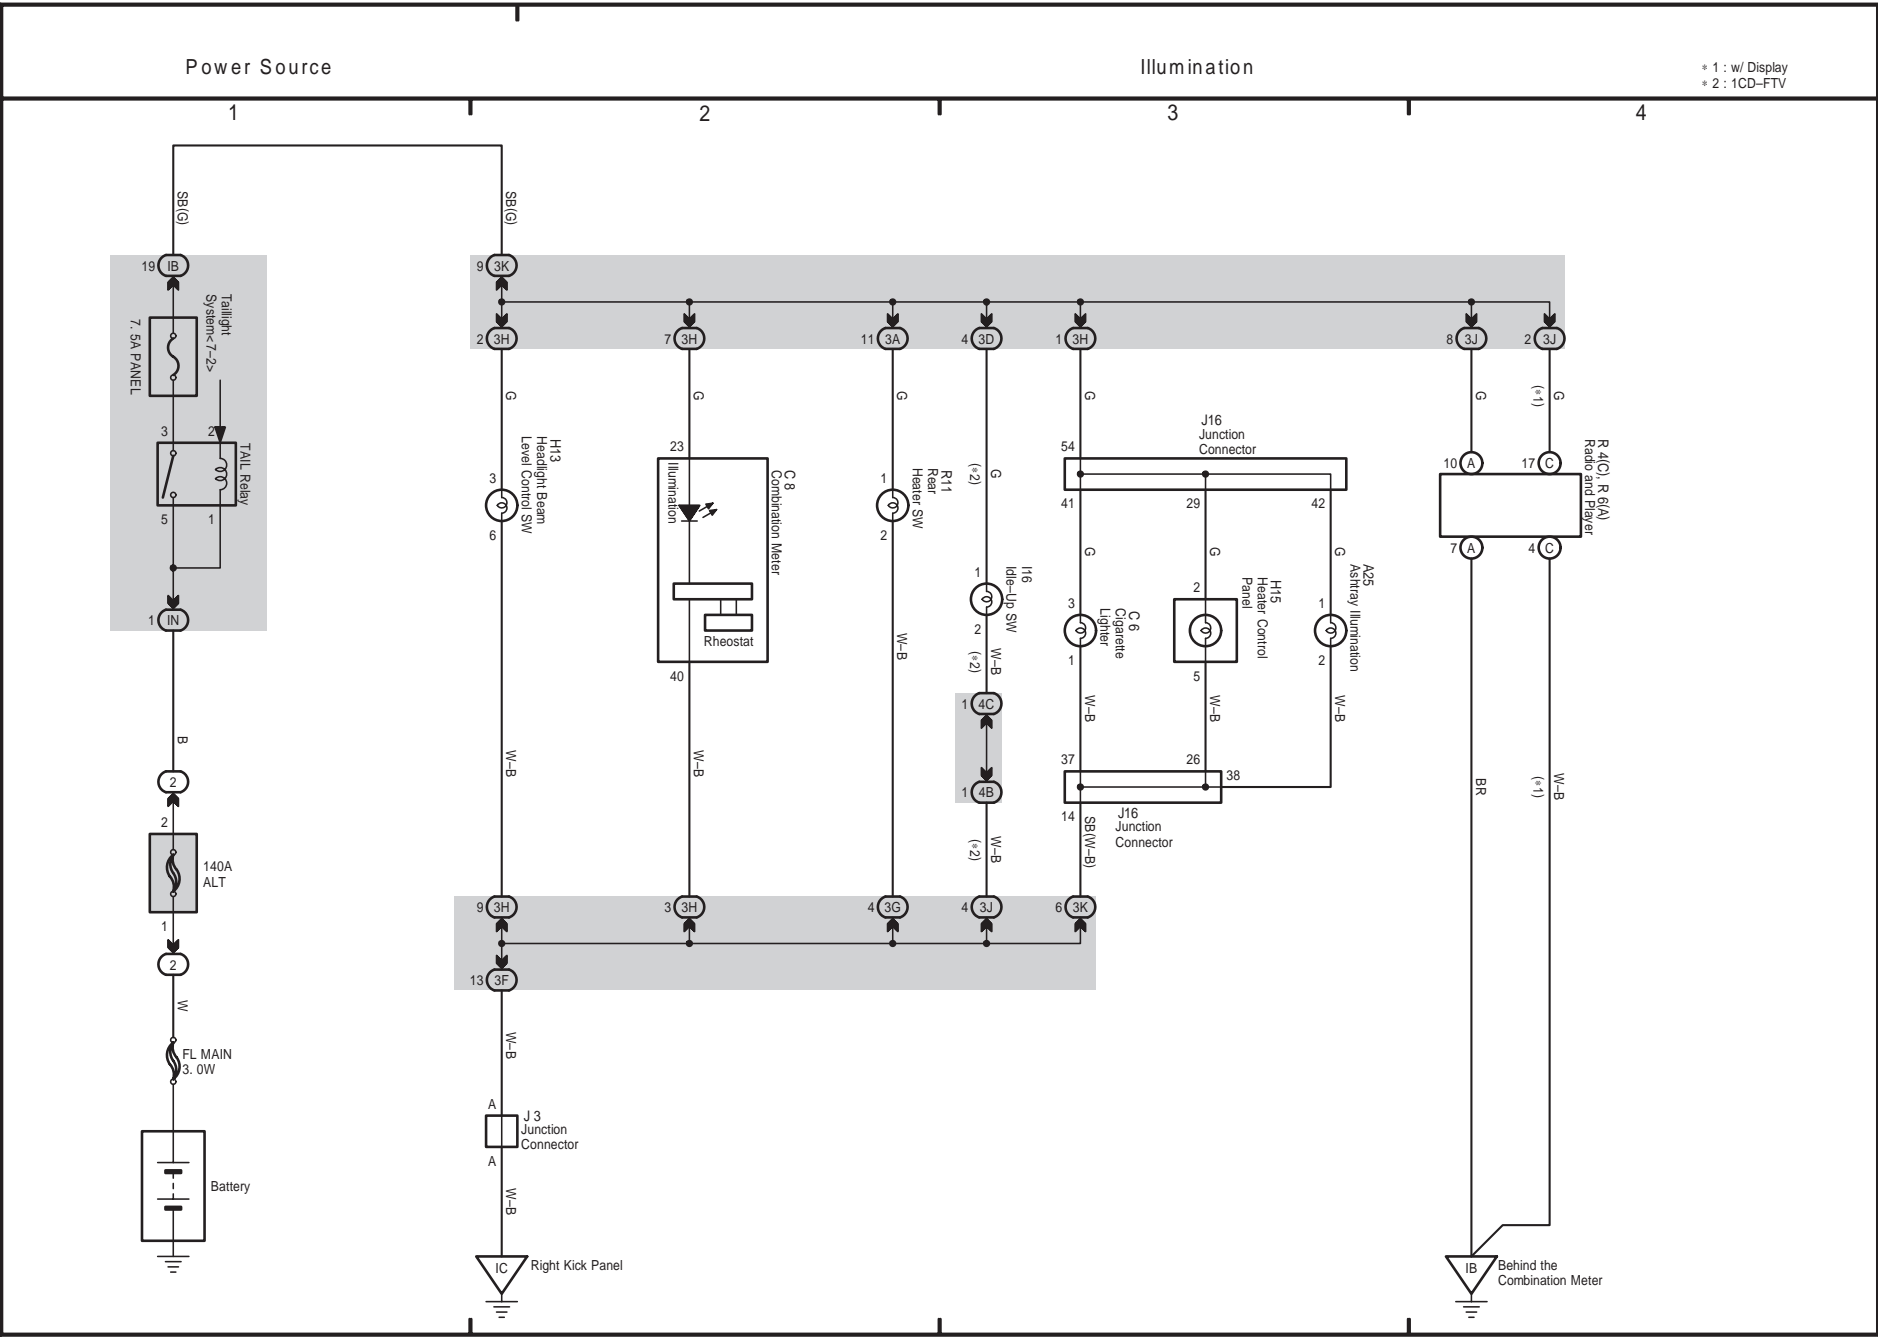 Power Source
Illumination
* 1 : w/ Display
* 2 : 1CD–FTV
1
2
3
4
SB(G)
SB(G)
19 IB
Taillight
System<7–2>
7. 5A PANEL
3
2
TAIL Relay
5
1
1 IN
B
2
2
140A
ALT
1
2
W
FL MAIN
3. 0W
Battery
9 3K
2 3H
7 3H
11 3A
4 3D
1 3H
8 3J
2 3J
G
H13
Headlight Beam
Level Control SW
3
6
W–B
G
23
Illumination
C 8
Combination Meter
Rheostat
40
W–B
G
R11
Rear
Heater SW
1
2
W–B
G
(*2)
I16
Idle–Up SW
1
2
W–B
(*2)
1 4C
1 4B
W–B
(*2)
G
J16
Junction
Connector
54
41
29
42
G
G
G
C 6
Cigarette
Lighter
3
1
H15
Heater Control
Panel
2
5
A25
Ashtray Illumination
1
2
W–B
W–B
W–B
37
26
38
14
J16
Junction
Connector
SB(W–B)
G
G
(*1)
10 A
17 C
R 4(C), R 6(A)
Radio and Player
7 A
4 C
BR
W–B
(*1)
9 3H
3 3H
4 3G
4 3J
6 3K
13 3F
W–B
A
J 3
Junction
Connector
A
W–B
IC
Right Kick Panel
IB
Behind the
Combination Meter